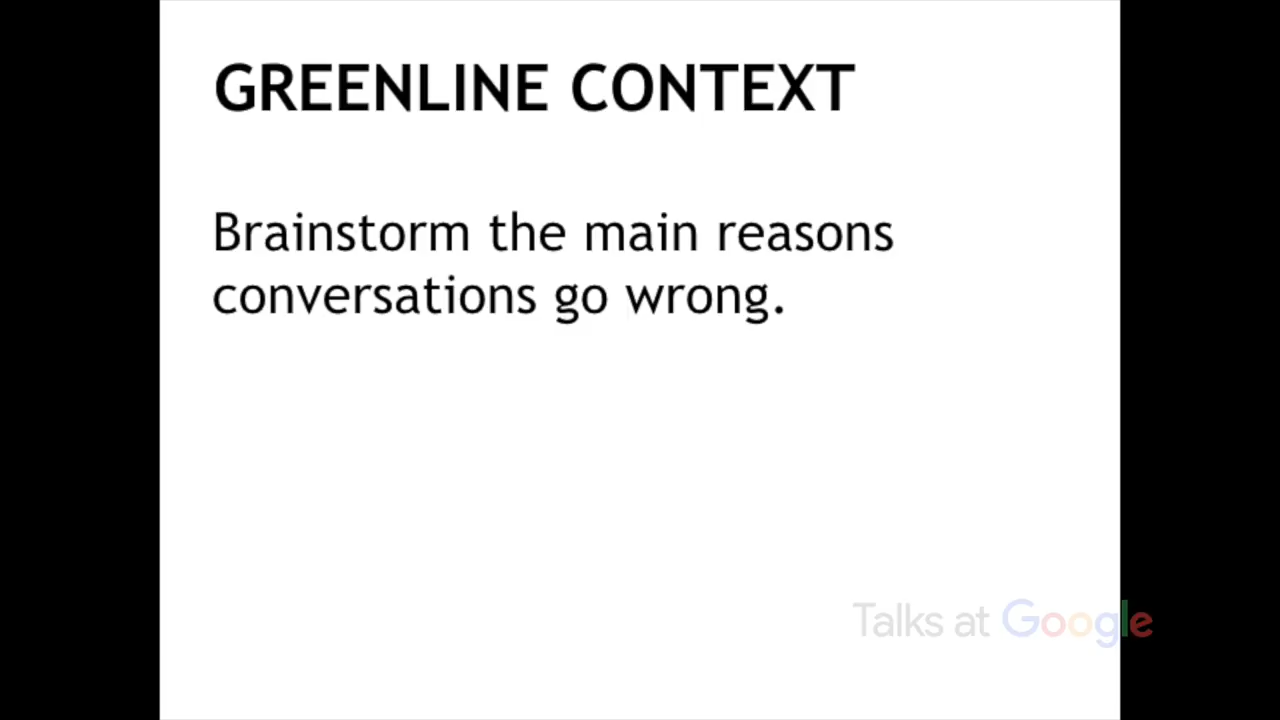 GREENLINE CONTEXT
Brainstorm the main reasons
conversations go wrong.
Talks at Google